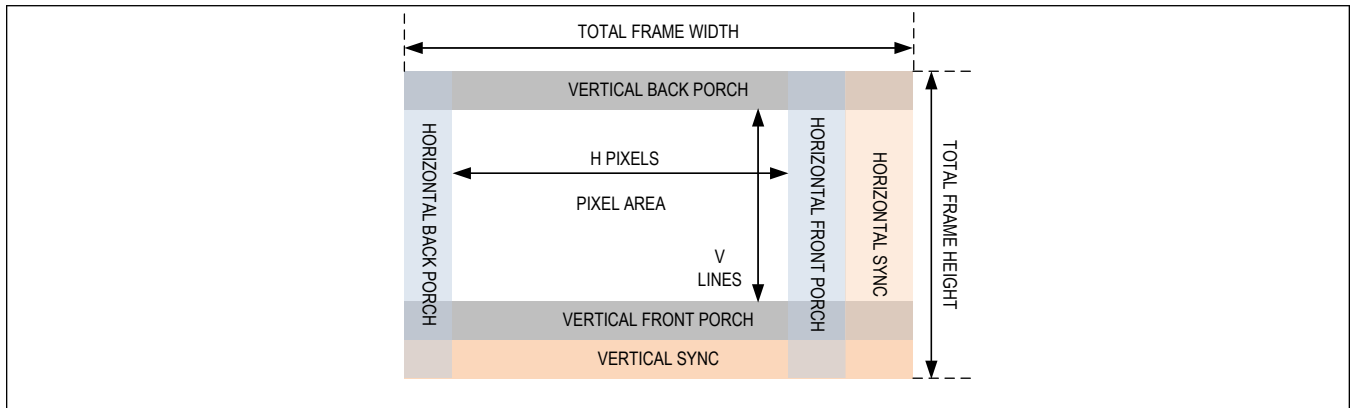 TOTAL FRAME WIDTH
VERTICAL BACK PORCH
HORIZONTAL BACK PORCH
H PIXELS
PIXEL AREA
V
LINES
HORIZONTAL FRONT PORCH
HORIZONTAL SYNC
TOTAL FRAME HEIGHT
VERTICAL FRONT PORCH
VERTICAL SYNC